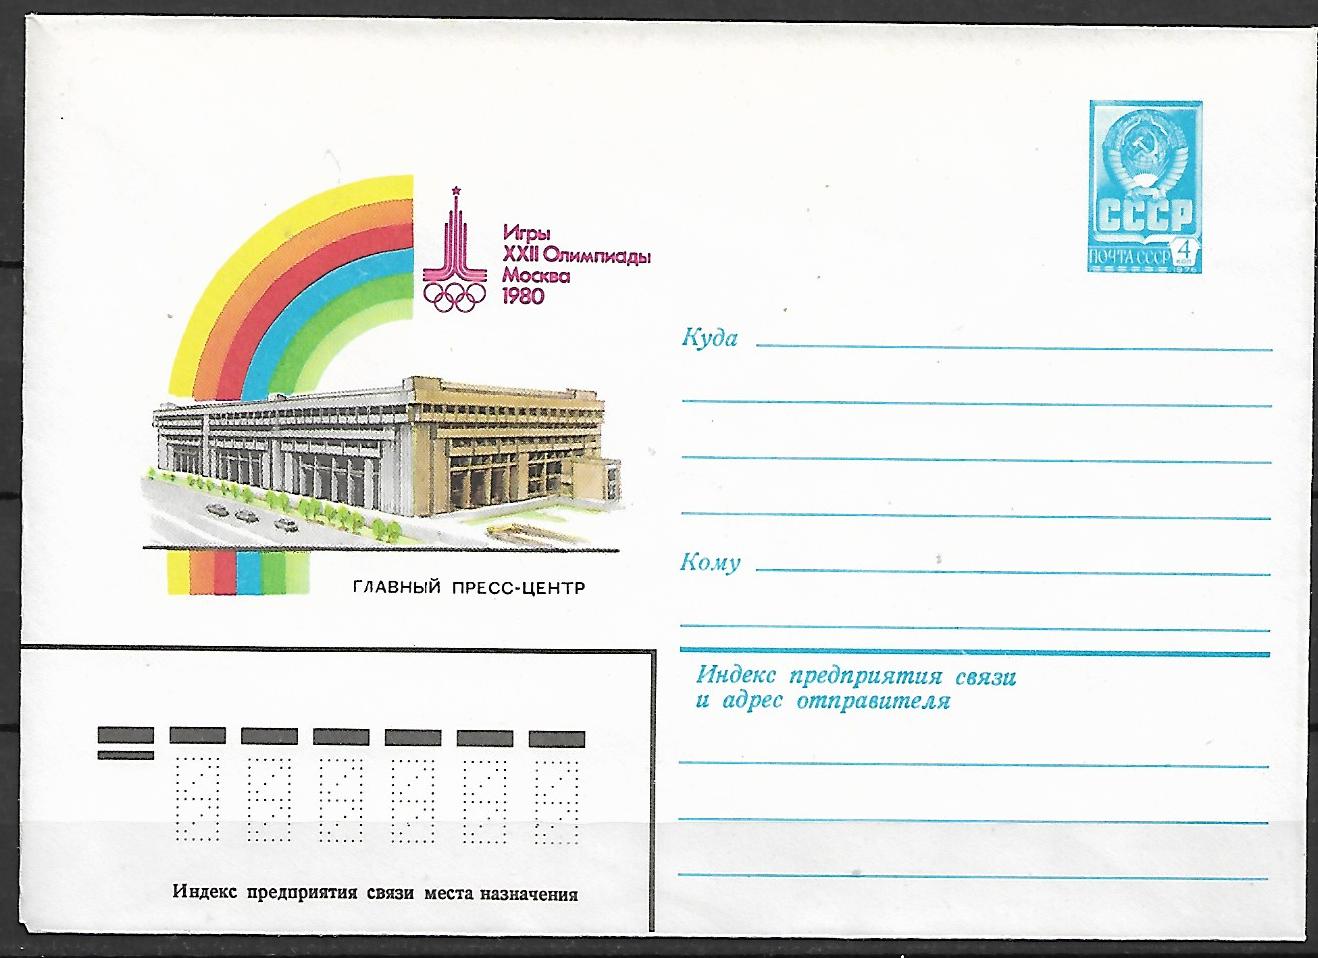 Игры
XXII Олимпиады
Москва
1980
СССР
ПОЧТА СССР
4
коп
1976
Куда
Кому
ГЛАВНЫЙ ПРЕСС-ЦЕНТР
Индекс предприятия связи
и адрес отправителя
Индекс предприятия связи места назначения